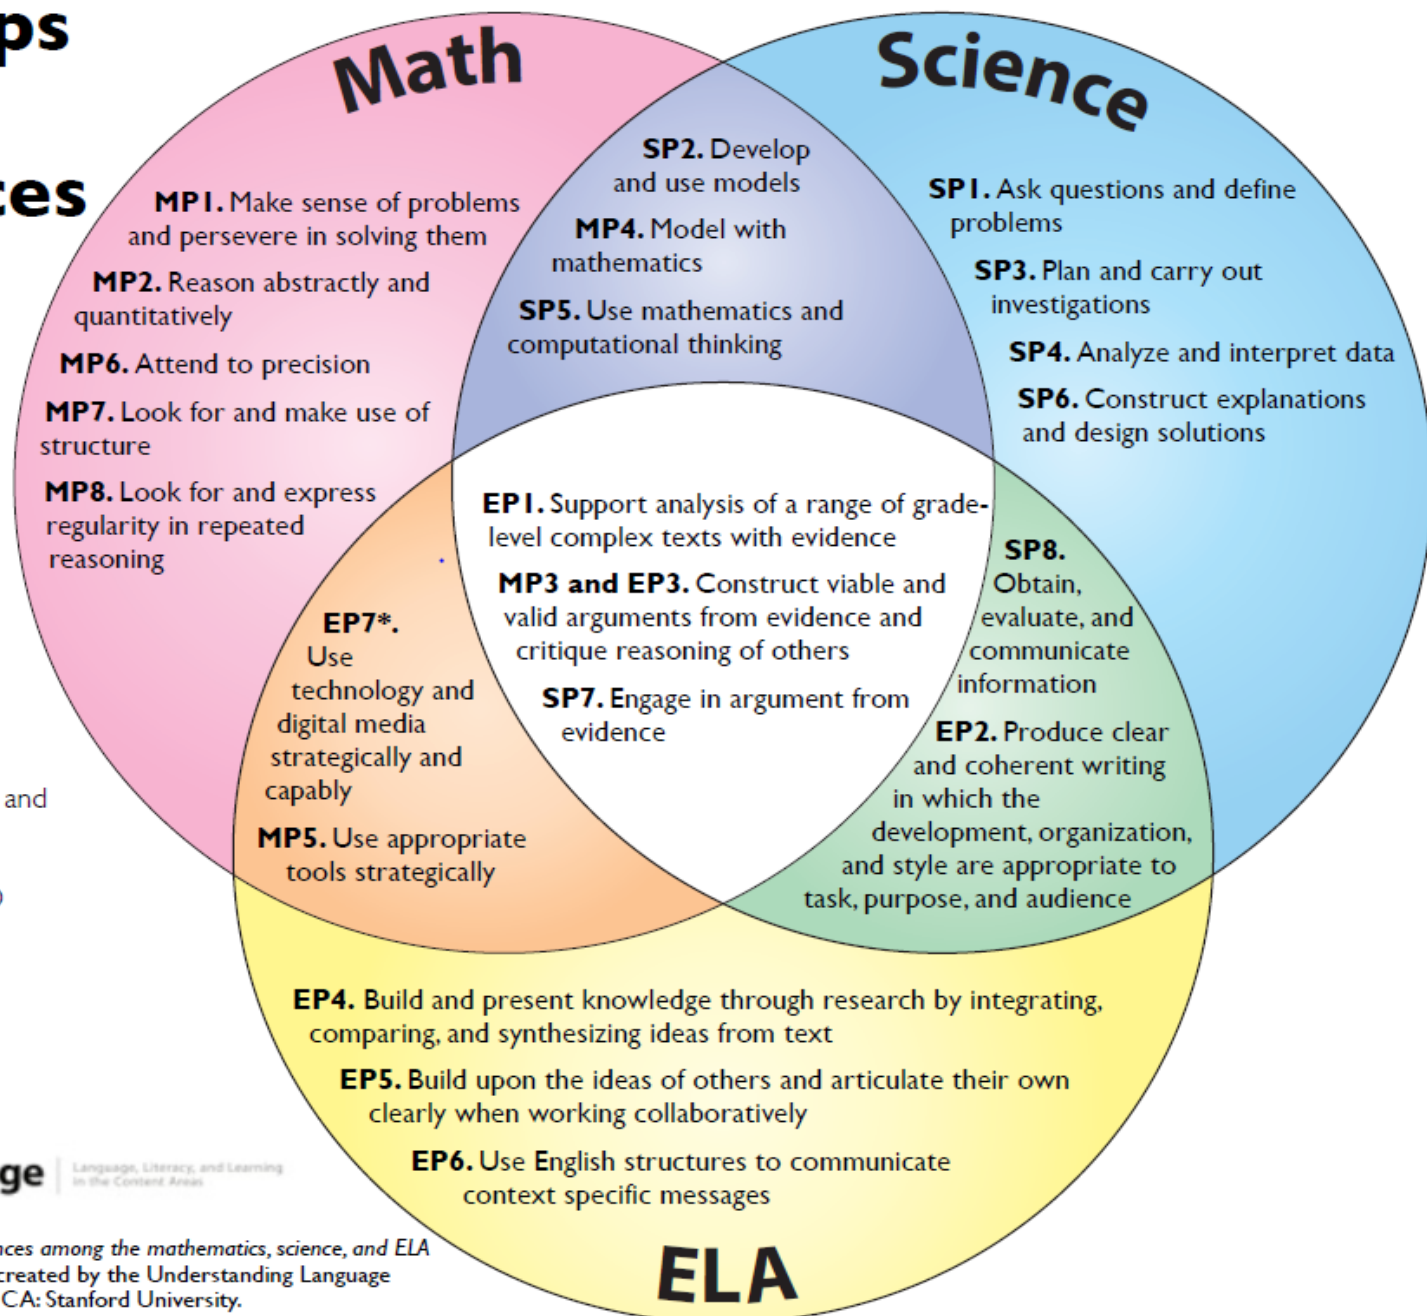 ps
ces
Math
Science
MP1. Make sense of problems
and persevere in solving them
MP2. Reason abstractly and
quantitatively
MP6. Attend to precision
MP7. Look for and make use of
structure
MP8. Look for and express
regularity in repeated
reasoning
SP2. Develop
and use models
MP4. Model with
mathematics
SP5. Use mathematics and
computational thinking
SP1. Ask questions and define
problems
SP3. Plan and carry out
investigations
SP4. Analyze and interpret data
SP6. Construct explanations
and design solutions
EP1. Support analysis of a range of grade-
level complex texts with evidence
MP3 and EP3. Construct viable and
valid arguments from evidence and
critique reasoning of others
SP7. Engage in argument from
evidence
EP7*.
Use
technology and
digital media
strategically and
capably
MP5. Use appropriate
tools strategically
SP8.
Obtain,
evaluate, and
communicate
information
EP2. Produce clear
and coherent writing
in which the
development, organization,
and style are appropriate to
task, purpose, and audience
and
EP4. Build and present knowledge through research by integrating,
comparing, and synthesizing ideas from text
EP5. Build upon the ideas of others and articulate their own
clearly when working collaboratively
EP6. Use English structures to communicate
context specific messages
ELA
ge
Language, Literacy, and Learning
in the Content Areas
nces among the mathematics, science, and ELA
created by the Understanding Language
CA: Stanford University.